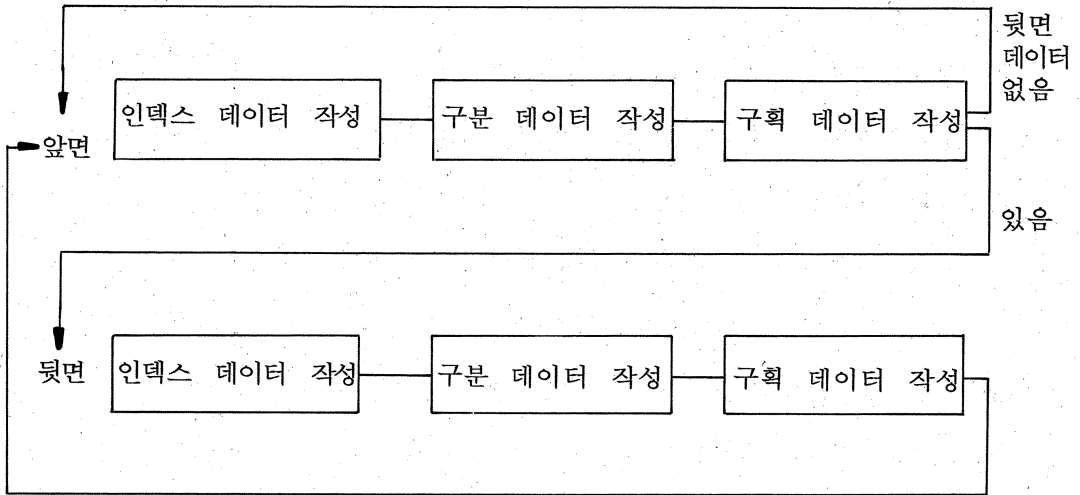 뒷면
데이터
없음
인덱스 데이터 작성
구분 데이터 작성
구획 데이터 작성
앞면
있음
뒷면
인덱스 데이터 작성
구분 데이터 작성
구획 데이터 작성